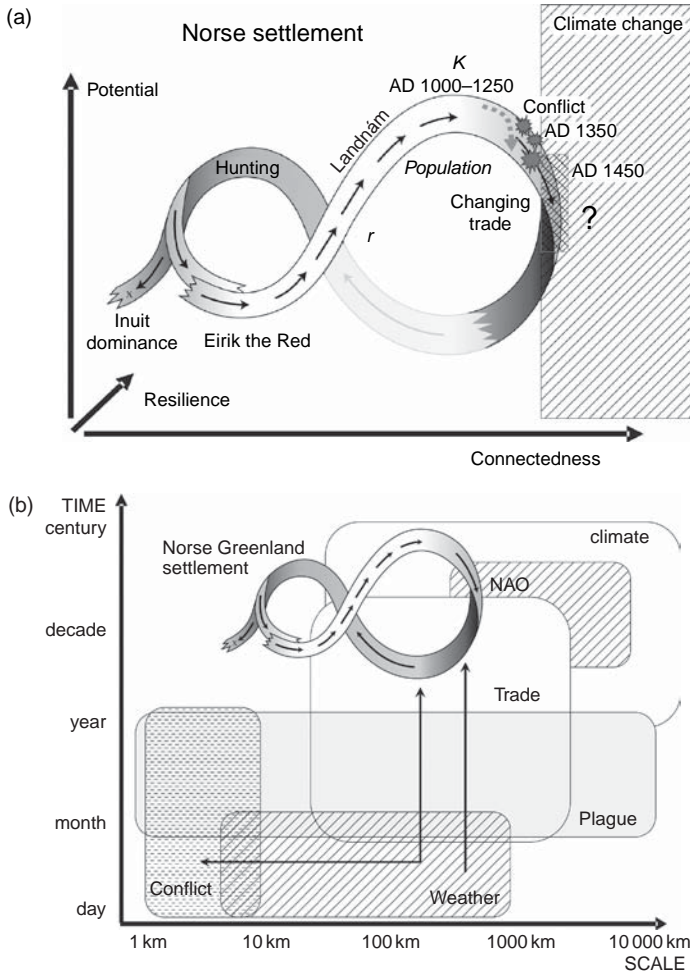 (a)
Norse settlement
Climate change
Potential
K
AD 1000–1250
Conflict
AD 1350
Landnám
Hunting
Population
AD 1450
Changing
trade
?
r
x
Inuit
dominance
Eirik the Red
Resilience
Connectedness
(b)
TIME
century
Norse Greenland
settlement
climate
NAO
decade
Trade
year
month
Plague
Conflict
Weather
day
1 km
10 km
100 km
1000 km
10 000 km
SCALE